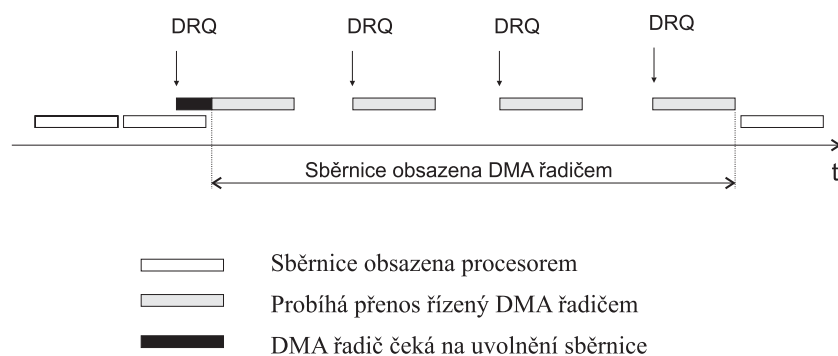 DRQ DRQ DRQ DRQ
Sběrnice obsazena DMA řadičem
t
Sběrnice obsazena procesorem
Probíhá přenos řízený DMA řadičem
DMA řadič čeká na uvolnění sběrnice